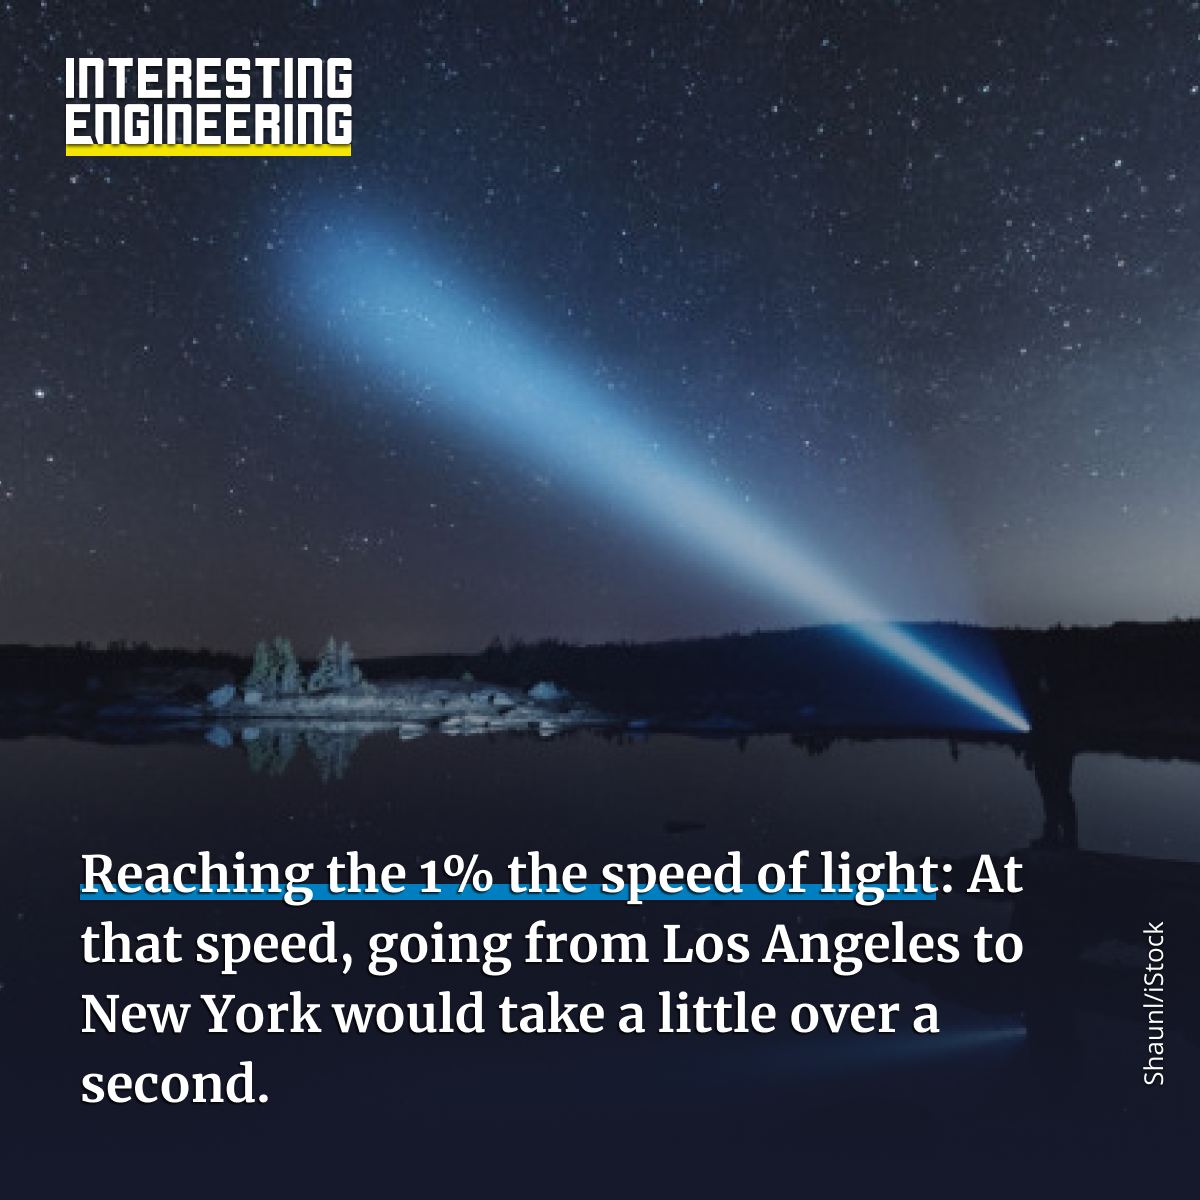 INTERESTING
ENGINEERING
Reaching the 1% the speed of light: At
that speed, going from Los Angeles to
New York would take a little over a
second.
Shaunl/iStock